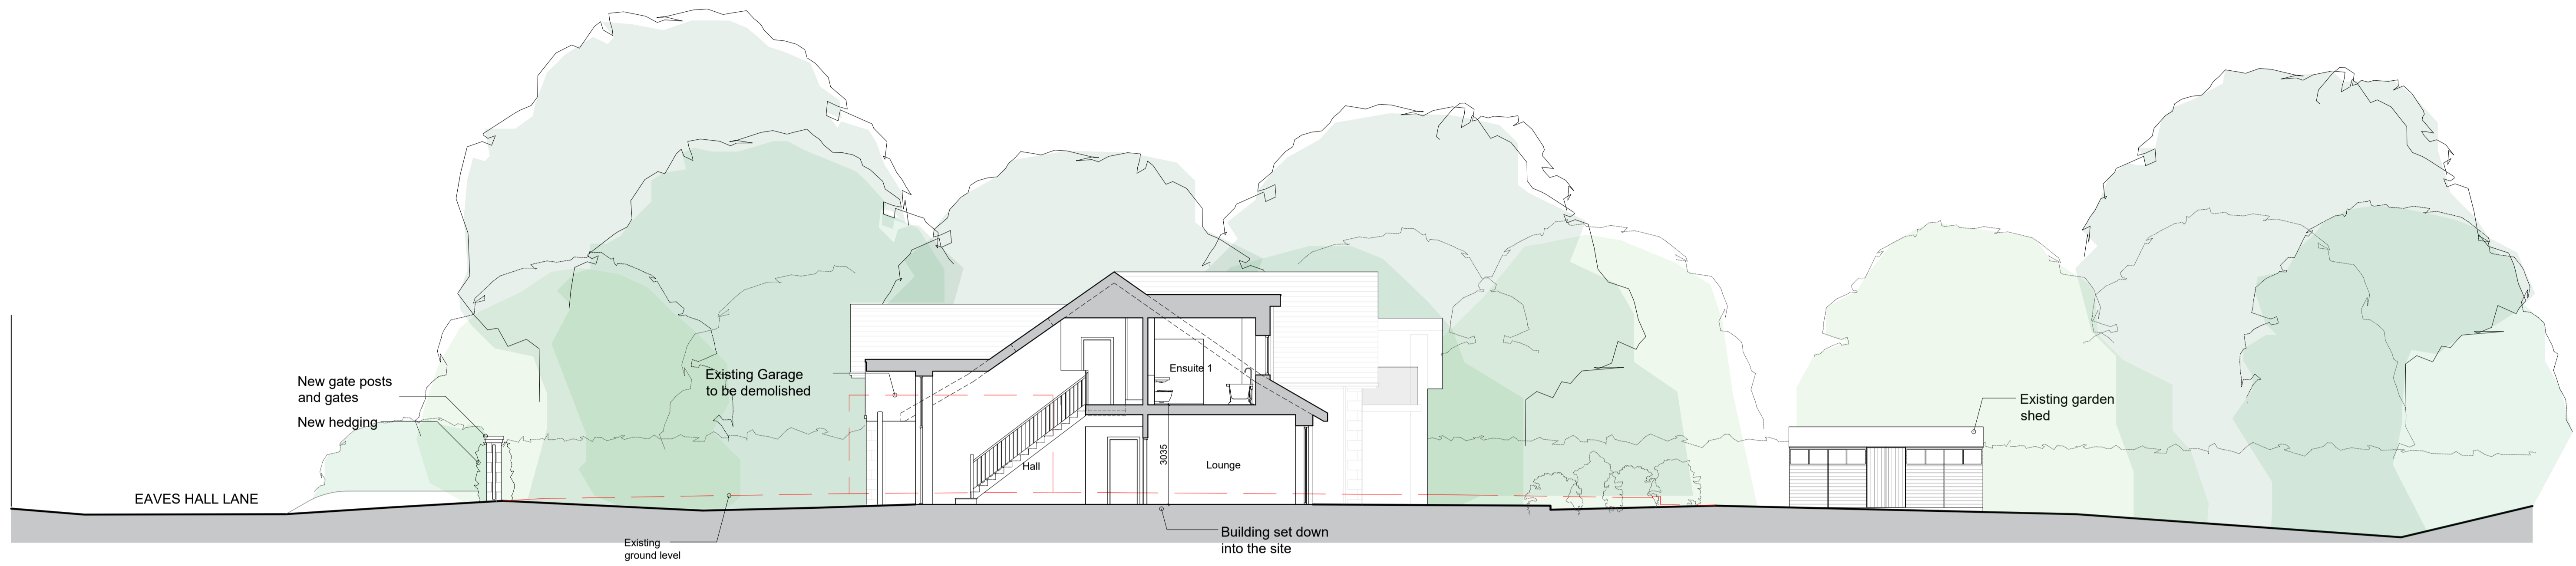 New gate posts
and gates
New hedging
EAVES HALL LANE
Existing Garage
to be demolished
Existing
ground level
Ensuite 1
Hall
3035
Lounge
Building set down
into the site
Existing garden
shed